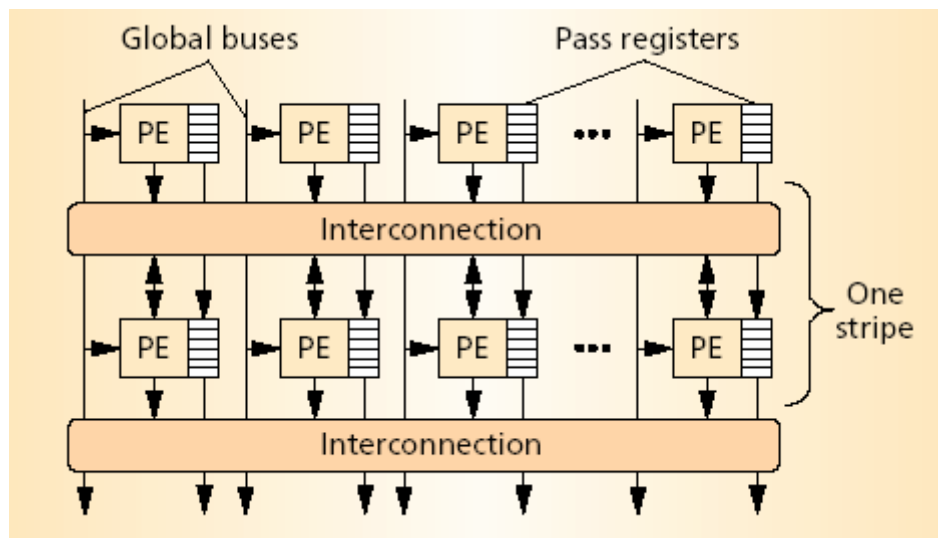 Global buses
Pass registers
PE
PE
PE
•••
PE
Interconnection
One
stripe
PE
PE
PE
•••
PE
Interconnection